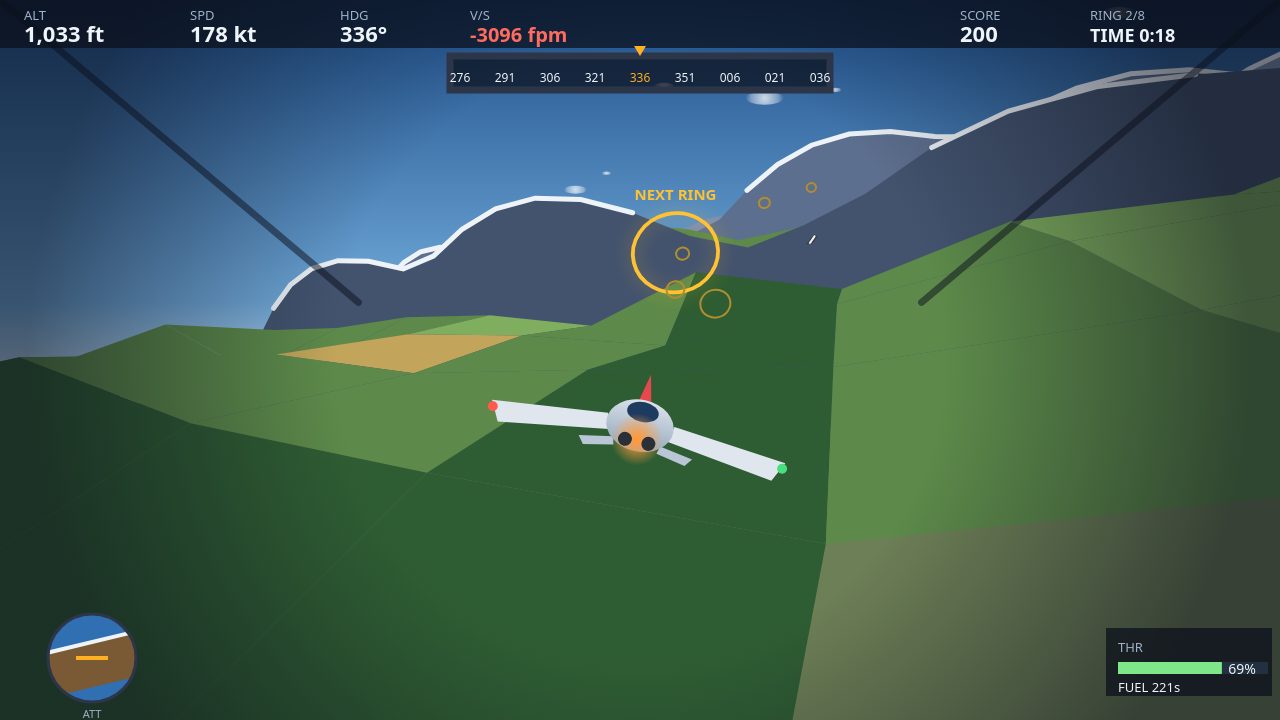 ALT
1,033 ft
SPD
178 kt
HDG
336°
V/S
-3096 fpm
SCORE
200
RING 2/8
TIME 0:18
276 291 306 321 336 351 006 021 036
NEXT RING
ATT
THR
69%
FUEL 221s